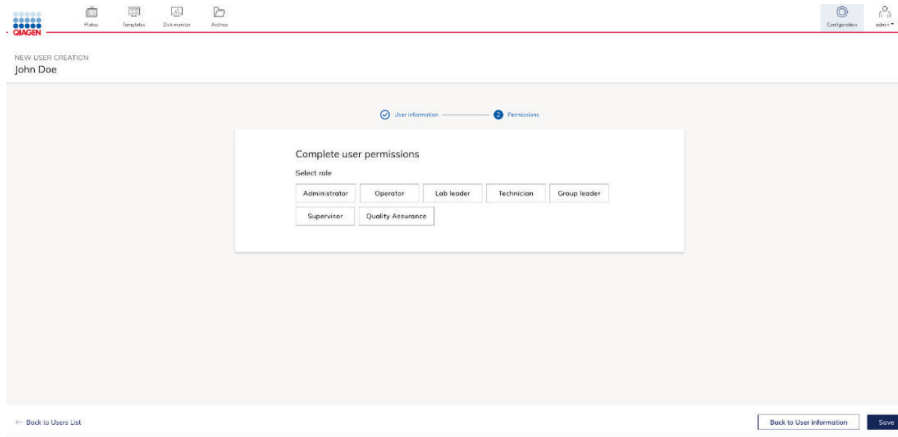 Plates Templates Disk monitor Archive Configuration admin
QIAGEN
NEW USER CREATION
John Doe
User information 2 Permissions
Complete user permissions
Select role
Administrator Operator Lab leader Technician Group leader
Supervisor Quality Assurance
← Back to Users List Back to User information Save